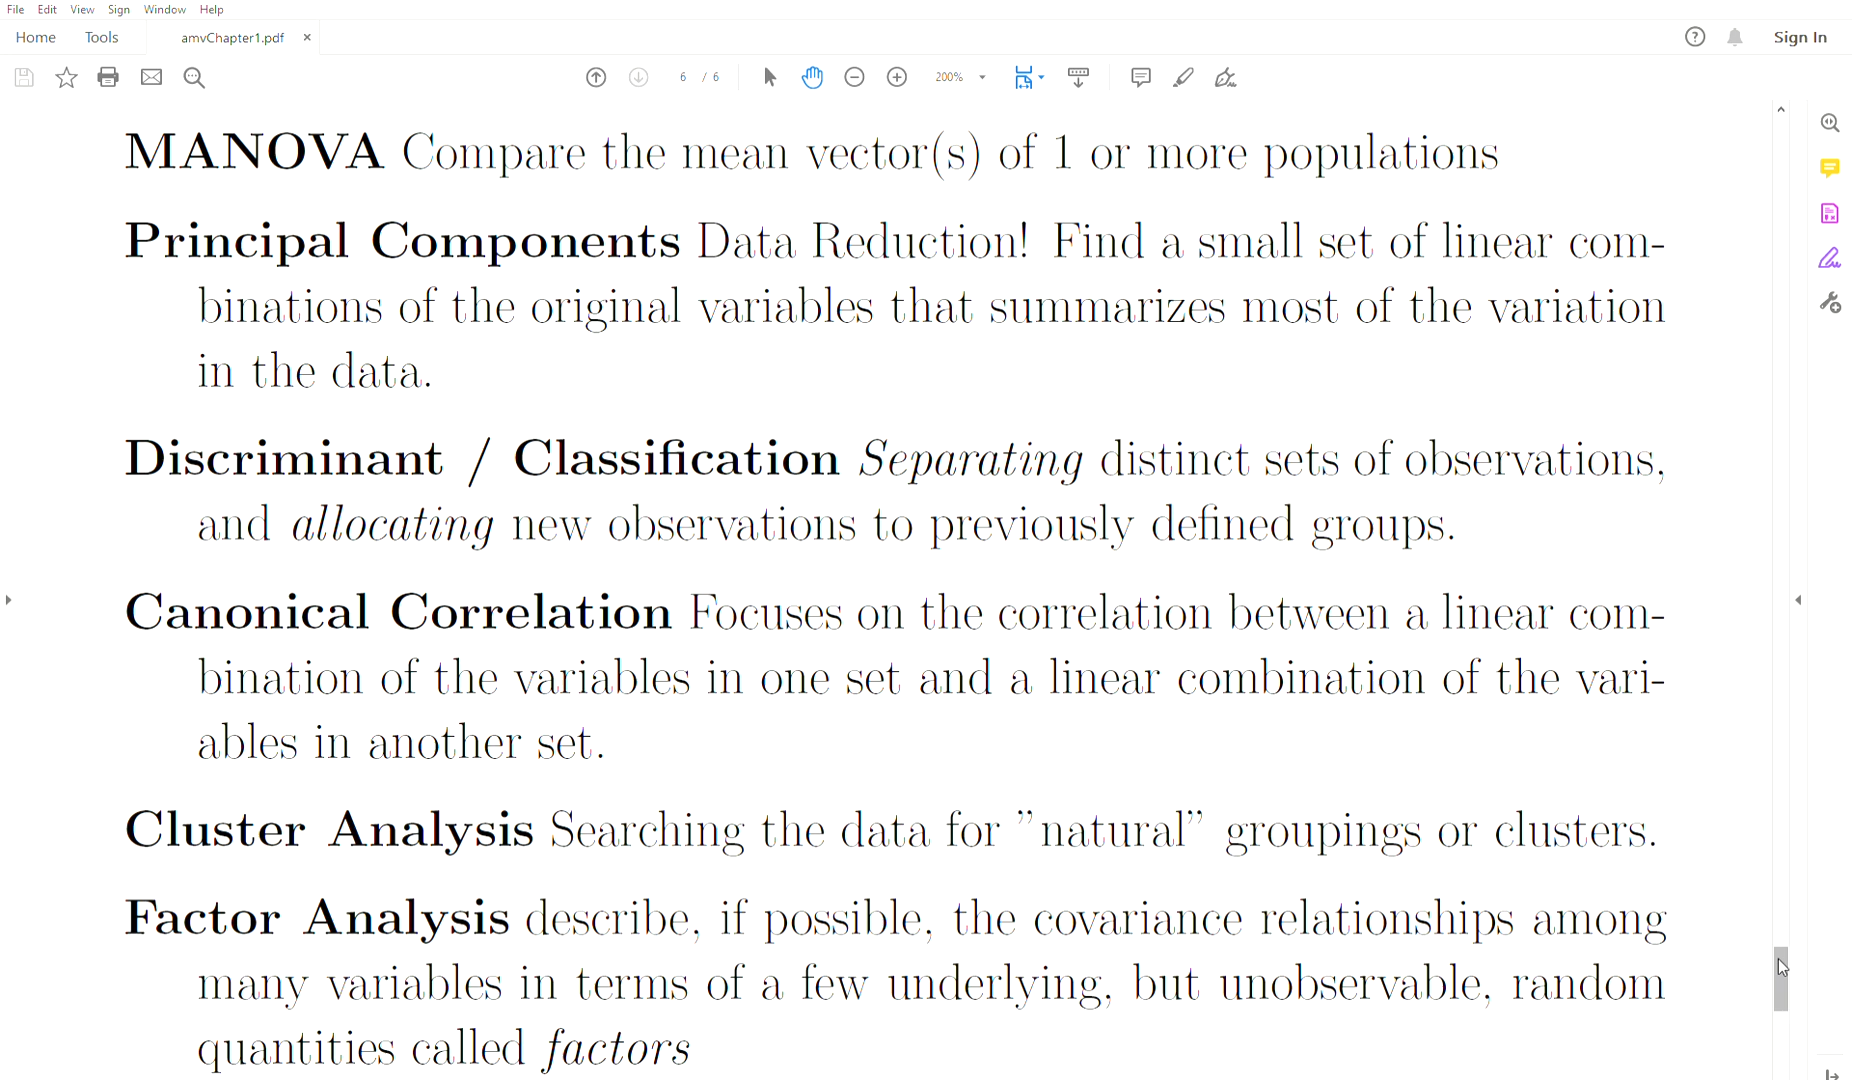 File Edit View Sign Window Help
Home Tools amvChapter1.pdf × Sign In
6 / 6 200%
MANOVA Compare the mean vector(s) of 1 or more populations
Principal Components Data Reduction! Find a small set of linear com-
binations of the original variables that summarizes most of the variation
in the data.
Discriminant / Classification Separating distinct sets of observations,
and allocating new observations to previously defined groups.
Canonical Correlation Focuses on the correlation between a linear com-
bination of the variables in one set and a linear combination of the vari-
ables in another set.
Cluster Analysis Searching the data for ”natural” groupings or clusters.
Factor Analysis describe, if possible, the covariance relationships among
many variables in terms of a few underlying, but unobservable, random
quantities called factors